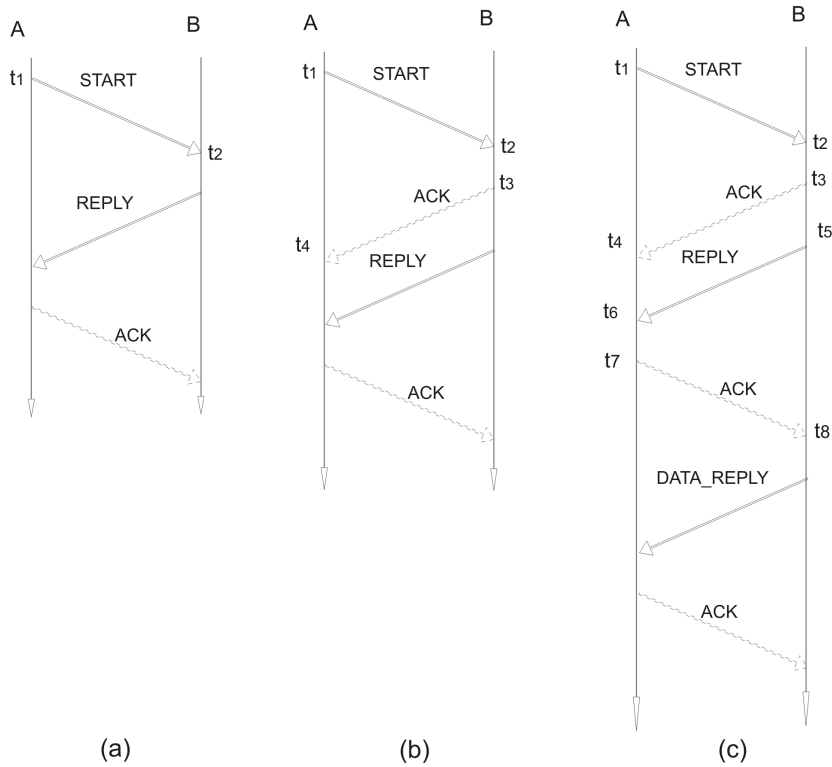 A
B
t1
START
t2
REPLY
ACK
(a)
A
B
t1
START
t2
t3
ACK
t4
REPLY
ACK
(b)
A
B
t1
START
t2
t3
ACK
t5
t4
REPLY
t6
t7
ACK
t8
DATA_REPLY
ACK
(c)